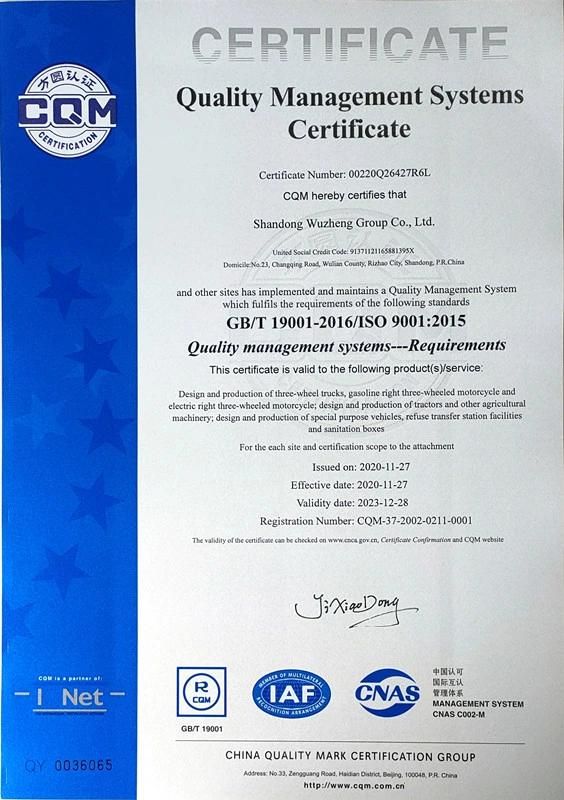 CERTIFICATE
方圆认证
CQM
CERTIFICATION
Quality Management Systems
Certificate
Certificate Number: 00220Q26427R6L
CQM hereby certifies that
Shandong Wuzheng Group Co., Ltd.
United Social Credit Code: 91371121165881395X
Domicile:No.23, Changqing Road, Wulian County, Rizhao City, Shandong, P.R.China
and other sites has implemented and maintains a Quality Management System
which fulfils the requirements of the following standards
GB/T 19001-2016/ISO 9001:2015
Quality management systems---Requirements
This certificate is valid to the following product(s)/service:
Design and production of three-wheel trucks, gasoline right three-wheeled motorcycle and
electric right three-wheeled motorcycle; design and production of tractors and other agricultural
machinery; design and production of special purpose vehicles, refuse transfer station facilities
and sanitation boxes
For the each site and certification scope to the attachment
Issued on: 2020-11-27
Effective date: 2020-11-27
Validity date: 2023-12-28
Registration Number: CQM-37-2002-0211-0001
The validity of the certificate can be checked on www.cnca.gov.cn, Certificate Confirmation and CQM website
Ji XiaoDong
CQM is a partner of:
I Net
QY 0036065
R
CQM
GB/T 19001
MEMBER OF MULTILATERAL
IAF
RECOGNITION ARRANGEMENT
CNAS
中国认可
国际互认
管理体系
MANAGEMENT SYSTEM
CNAS C002-M
CHINA QUALITY MARK CERTIFICATION GROUP
Address: No.33, Zengguang Road, Haidian District, Beijing, 100048, P.R. China
http://www.cqm.com.cn